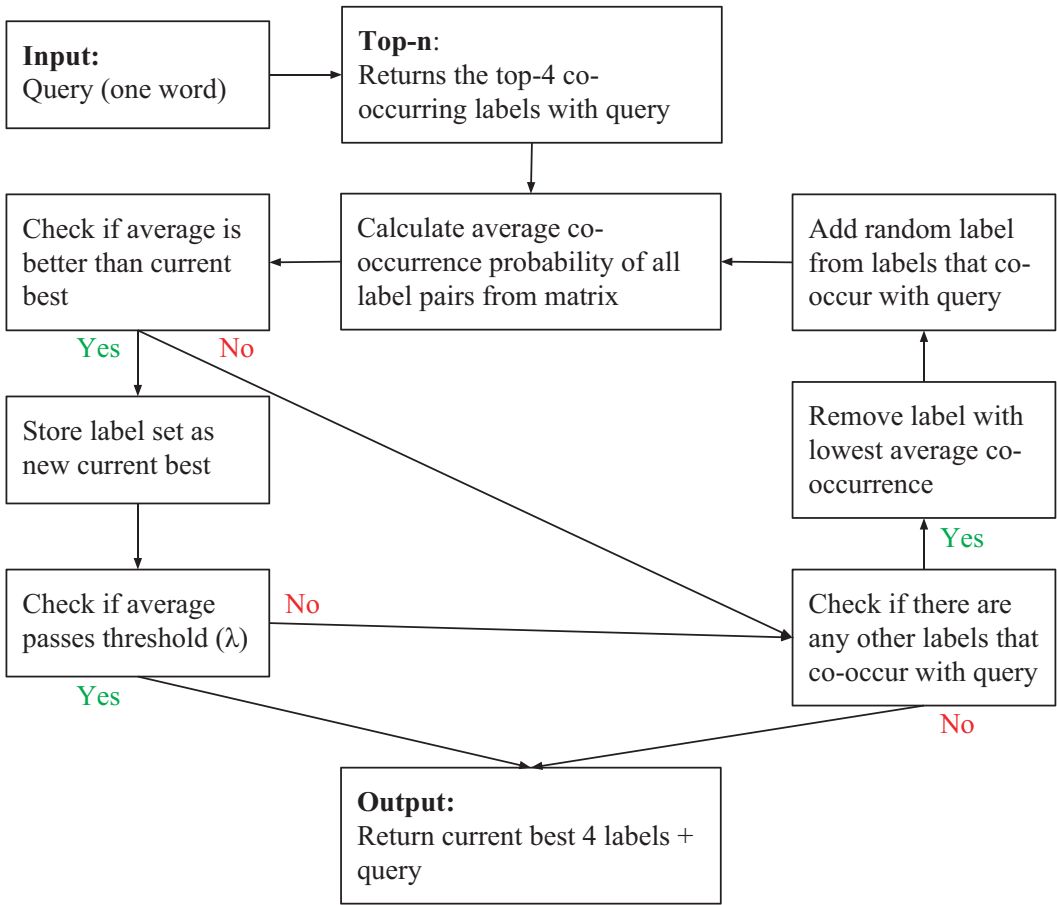 Input:
Query (one word)
Top-n:
Returns the top-4 co-
occurring labels with query
Check if average is
better than current
best
Calculate average co-
occurrence probability of all
label pairs from matrix
Add random label
from labels that co-
occur with query
Yes
No
Store label set as
new current best
Remove label with
lowest average co-
occurrence
Yes
Check if average
passes threshold (λ)
No
Check if there are
any other labels that
co-occur with query
Yes
No
Output:
Return current best 4 labels +
query